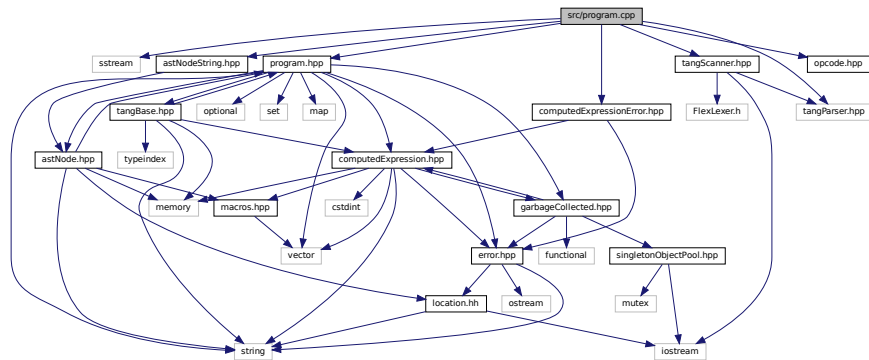 src/program.cpp
sstream
astNodeString.hpp
program.hpp
tangScanner.hpp
opcode.hpp
tangBase.hpp
optional
set
map
computedExpressionError.hpp
FlexLexer.h
tangParser.hpp
astNode.hpp
typeindex
computedExpression.hpp
memory
macros.hpp
cstdint
garbageCollected.hpp
vector
error.hpp
functional
singletonObjectPool.hpp
location.hh
ostream
mutex
string
iostream